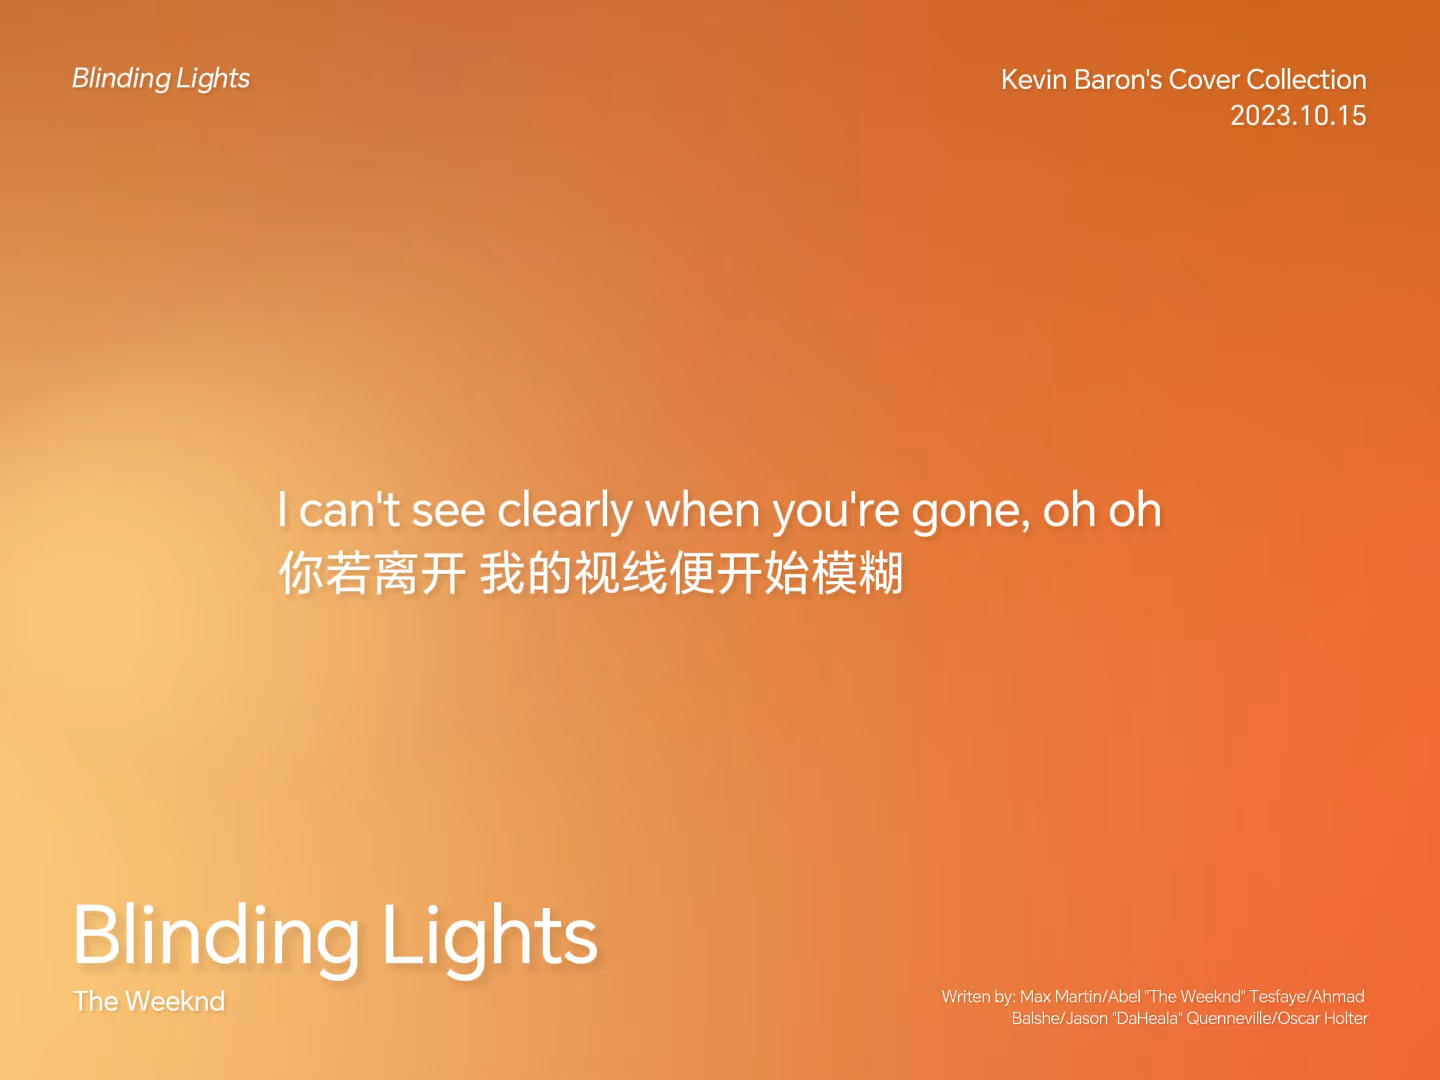 Blinding Lights
Kevin Baron's Cover Collection
2023.10.15
I can't see clearly when you're gone, oh oh
你若离开 我的视线便开始模糊
Blinding Lights
The Weeknd
Writen by: Max Martin/Abel "The Weeknd" Tesfaye/Ahmad
Balshe/Jason "DaHeala" Quenneville/Oscar Holter